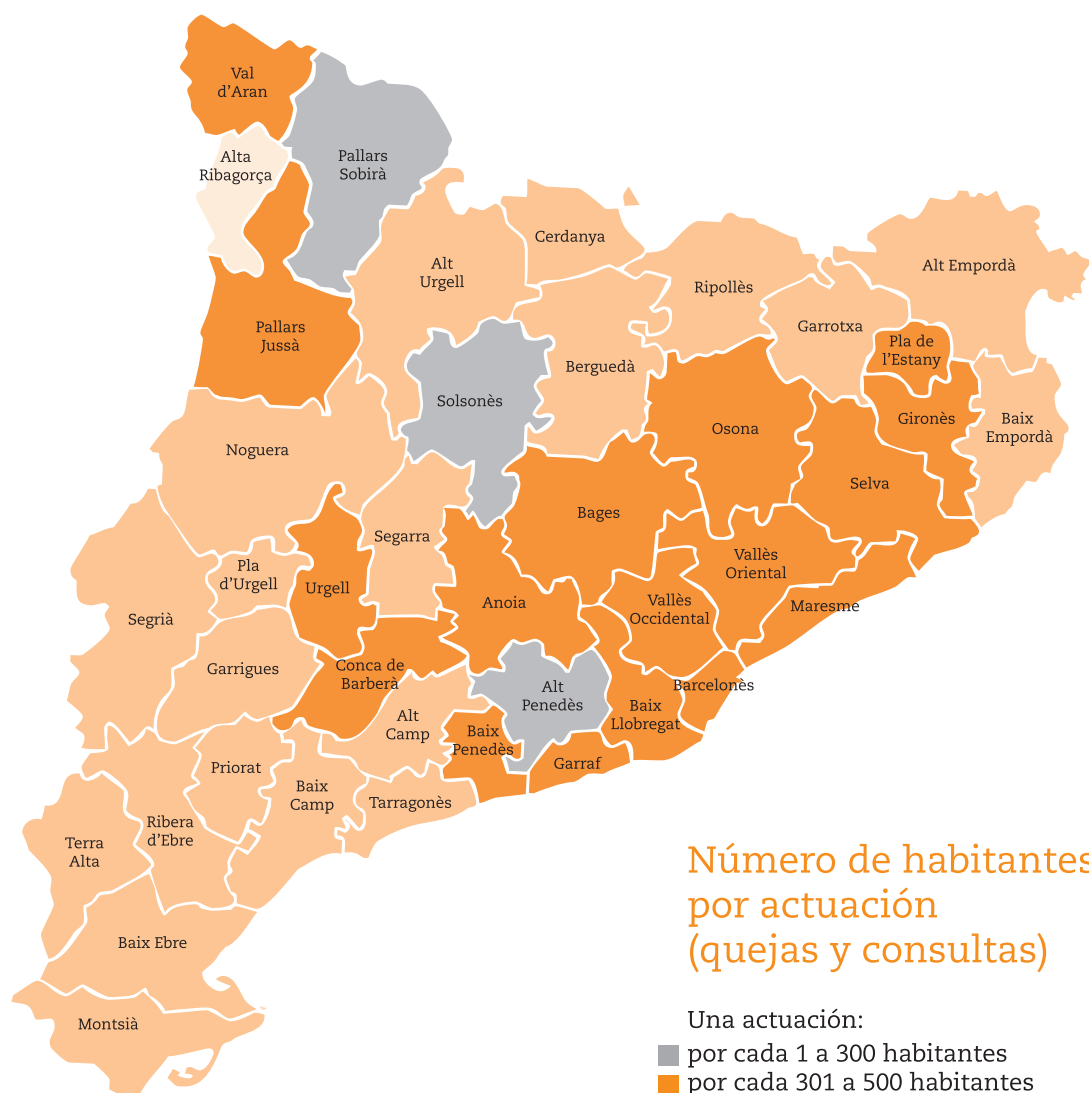 Val
d’Aran
Alta
Ribagorça
Pallars
Sobirà
Cerdanya
Alt
Urgell
Ripollès
Alt Empordà
Garrotxa
Pallars
Jussà
Pla de
l’Estany
Berguedà
Solsonès
Osona
Gironès
Baix
Empordà
Noguera
Selva
Bages
Segarra
Vallès
Oriental
Pla
d’Urgell
Urgell
Anoia
Vallès
Occidental
Maresme
Segrià
Garrigues
Conca de
Barberà
Alt
Penedès
Barcelonès
Baix
Llobregat
Alt
Camp
Baix
Penedès
Garraf
Priorat
Baix
Camp
Tarragonès
Ribera
d’Ebre
Terra
Alta
Baix Ebre
Montsià
Número de habitantes
por actuación
(quejas y consultas)
Una actuación:
por cada 1 a 300 habitantes
por cada 301 a 500 habitantes